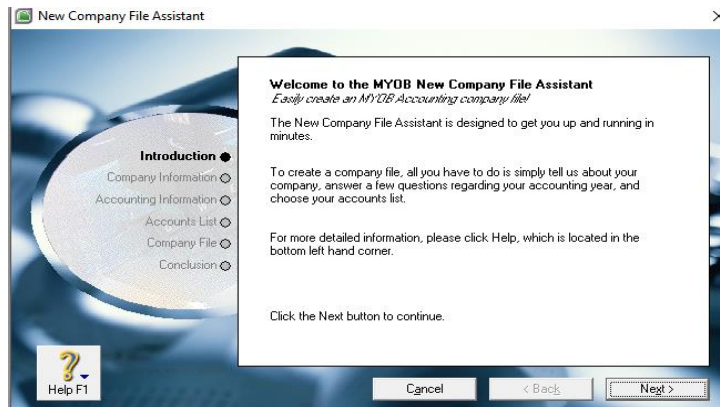 New Company File Assistant
Welcome to the MYOB New Company File Assistant
Easily create an MYOB Accounting company file!
The New Company File Assistant is designed to get you up and running in
minutes.
Introduction
Company Information
Accounting Information
Accounts List
Company File
Conclusion
To create a company file, all you have to do is simply tell us about your
company, answer a few questions regarding your accounting year, and
choose your accounts list.
For more detailed information, please click Help, which is located in the
bottom left hand corner.
Click the Next button to continue.
Help F1
Cancel
< Back
Next >